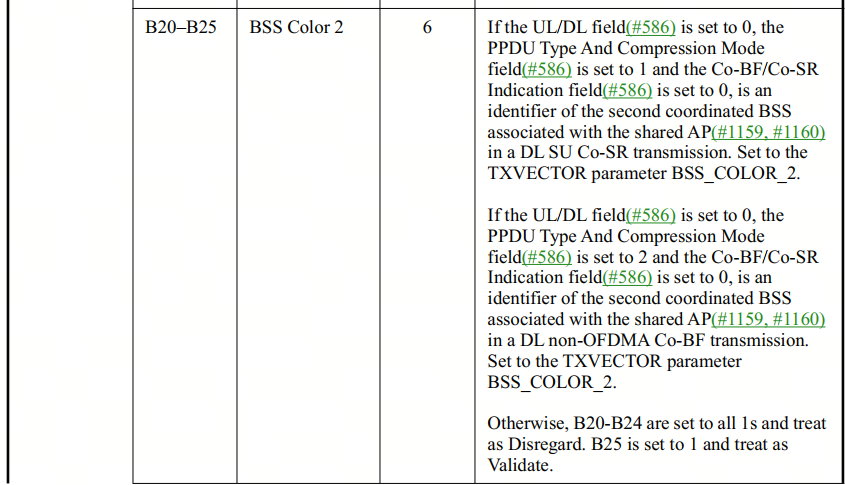 B20–B25
BSS Color 2
6
If the UL/DL field(#586) is set to 0, the
PPDU Type And Compression Mode
field(#586) is set to 1 and the Co-BF/Co-SR
Indication field(#586) is set to 0, is an
identifier of the second coordinated BSS
associated with the shared AP(#1159, #1160)
in a DL SU Co-SR transmission. Set to the
TXVECTOR parameter BSS_COLOR_2.
If the UL/DL field(#586) is set to 0, the
PPDU Type And Compression Mode
field(#586) is set to 2 and the Co-BF/Co-SR
Indication field(#586) is set to 0, is an
identifier of the second coordinated BSS
associated with the shared AP(#1159, #1160)
in a DL non-OFDMA Co-BF transmission.
Set to the TXVECTOR parameter
BSS_COLOR_2.
Otherwise, B20-B24 are set to all 1s and treat
as Disregard. B25 is set to 1 and treat as
Validate.